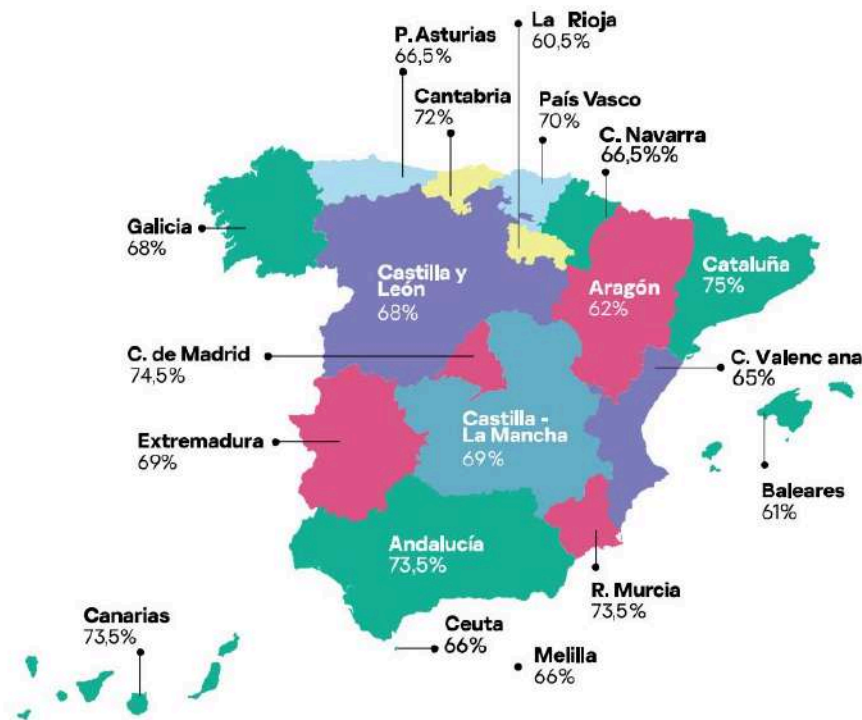 La Rioja
60,5%
P. Asturias
66,5%
Cantabria
72%
País Vasco
70%
C. Navarra
66,5%%
Galicia
68%
Castilla y
León
68%
Aragón
62%
Cataluña
75%
C. de Madrid
74,5%
C. Valenc ana
65%
Extremadura
69%
Castilla -
La Mancha
69%
Baleares
61%
Andalucía
73,5%
R. Murcia
73,5%
Canarias
73,5%
Ceuta
66%
Melilla
66%